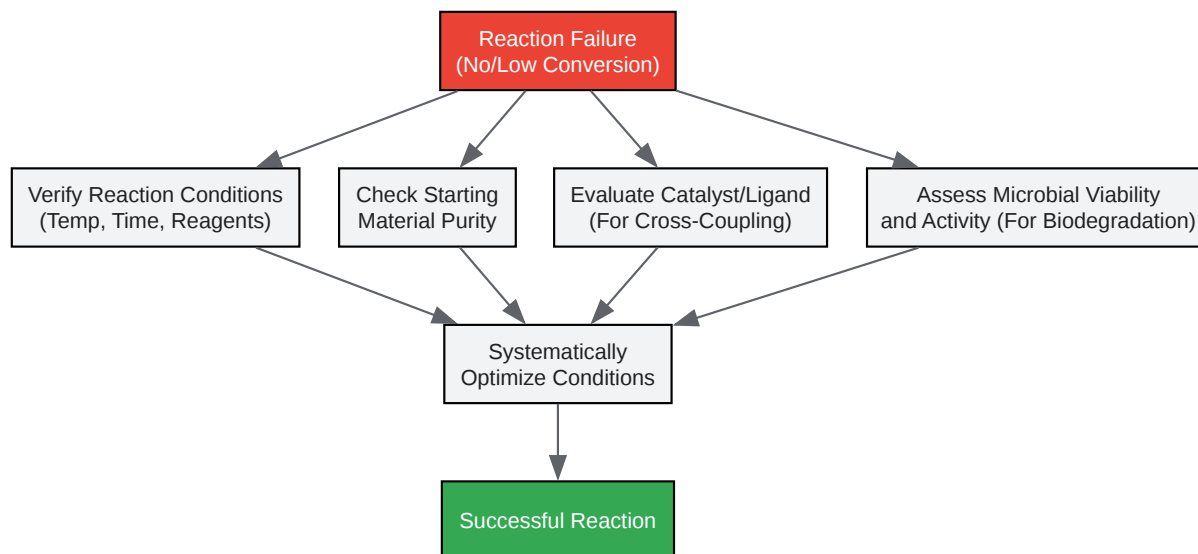 Reaction Failure
(No/Low Conversion)
Verify Reaction Conditions
(Temp, Time, Reagents)
Check Starting
Material Purity
Evaluate Catalyst/Ligand
(For Cross-Coupling)
Assess Microbial Viability
and Activity (For Biodegradation)
Systematically
Optimize Conditions
Successful Reaction